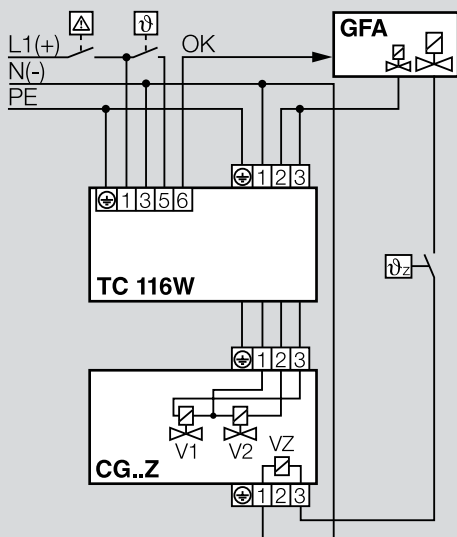 ϑ
OK
GFA
L1(+)
N(-)
PE
1 2 3
1 3 5 6
TC 116W
ϑz
1 2 3
V1 V2
VZ
CG..Z
1 2 3